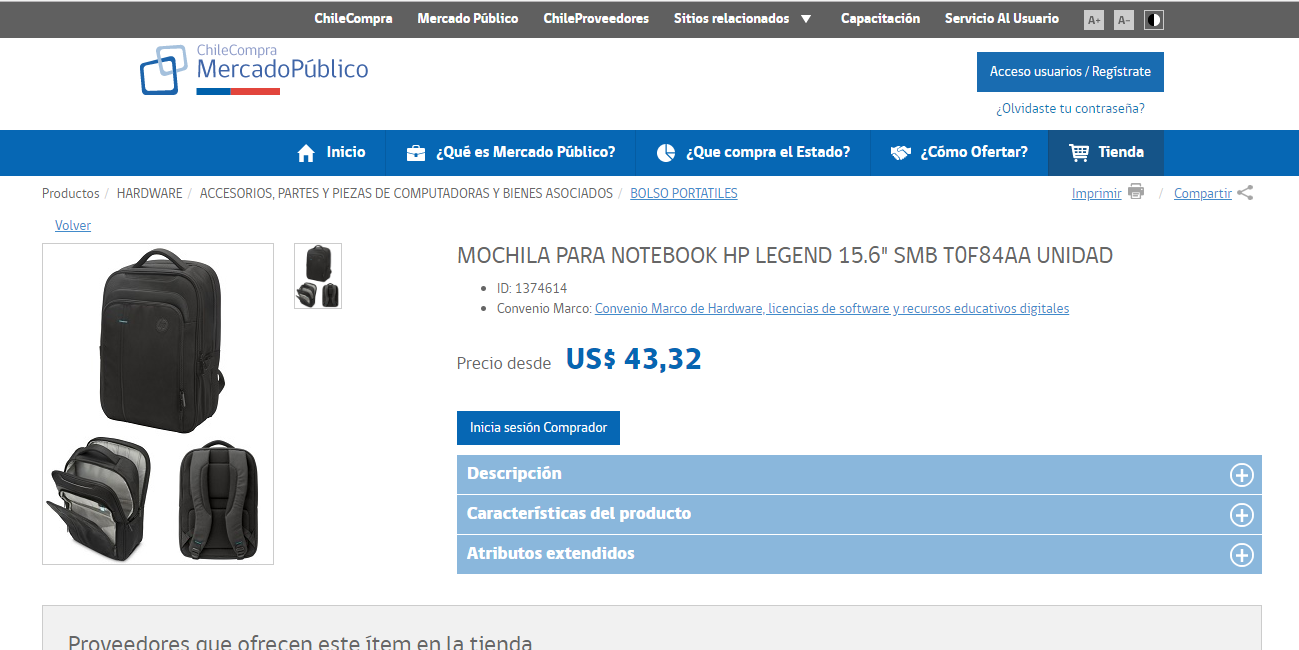 ChileCompra Mercado Público ChileProveedores Sitios relacionados ▼ Capacitación Servicio Al Usuario A+ A-
ChileCompra
MercadoPúblico
Acceso usuarios / Regístrate
¿Olvidaste tu contraseña?
Inicio ¿Qué es Mercado Público? ¿Que compra el Estado? ¿Cómo Ofertar? Tienda
Productos / HARDWARE / ACCESORIOS, PARTES Y PIEZAS DE COMPUTADORAS Y BIENES ASOCIADOS / BOLSO PORTATILES Imprimir / Compartir
Volver
MOCHILA PARA NOTEBOOK HP LEGEND 15.6" SMB T0F84AA UNIDAD
• ID: 1374614
• Convenio Marco: Convenio Marco de Hardware, licencias de software y recursos educativos digitales
Precio desde US$ 43,32
Inicia sesión Comprador
Descripción
Características del producto
Atributos extendidos
Proveedores que ofrecen este ítem en la tienda